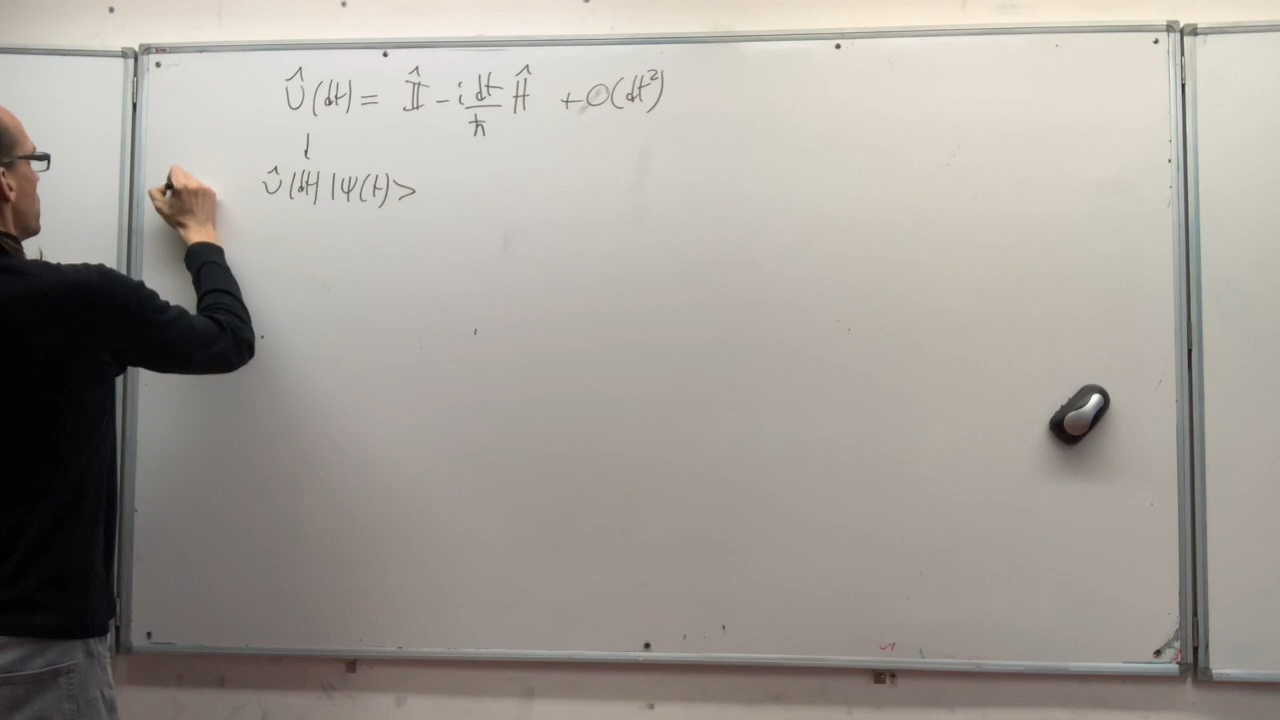 Û(dt) = 𝕀̂ - i dt/ħ Ĥ + O(dt²)
↓
Û(dt) |ψ(t)>